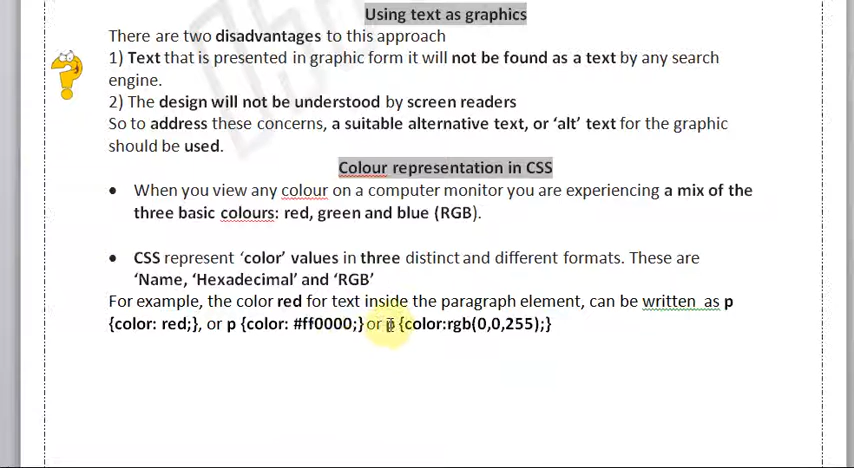 Using text as graphics
There are two disadvantages to this approach
1) Text that is presented in graphic form it will not be found as a text by any search
engine.
2) The design will not be understood by screen readers
So to address these concerns, a suitable alternative text, or ‘alt’ text for the graphic
should be used.
Colour representation in CSS
• When you view any colour on a computer monitor you are experiencing a mix of the
three basic colours: red, green and blue (RGB).
• CSS represent ‘color’ values in three distinct and different formats. These are
‘Name, ‘Hexadecimal’ and ‘RGB’
For example, the color red for text inside the paragraph element, can be written as p
{color: red;}, or p {color: #ff0000;} or p {color:rgb(0,0,255);}